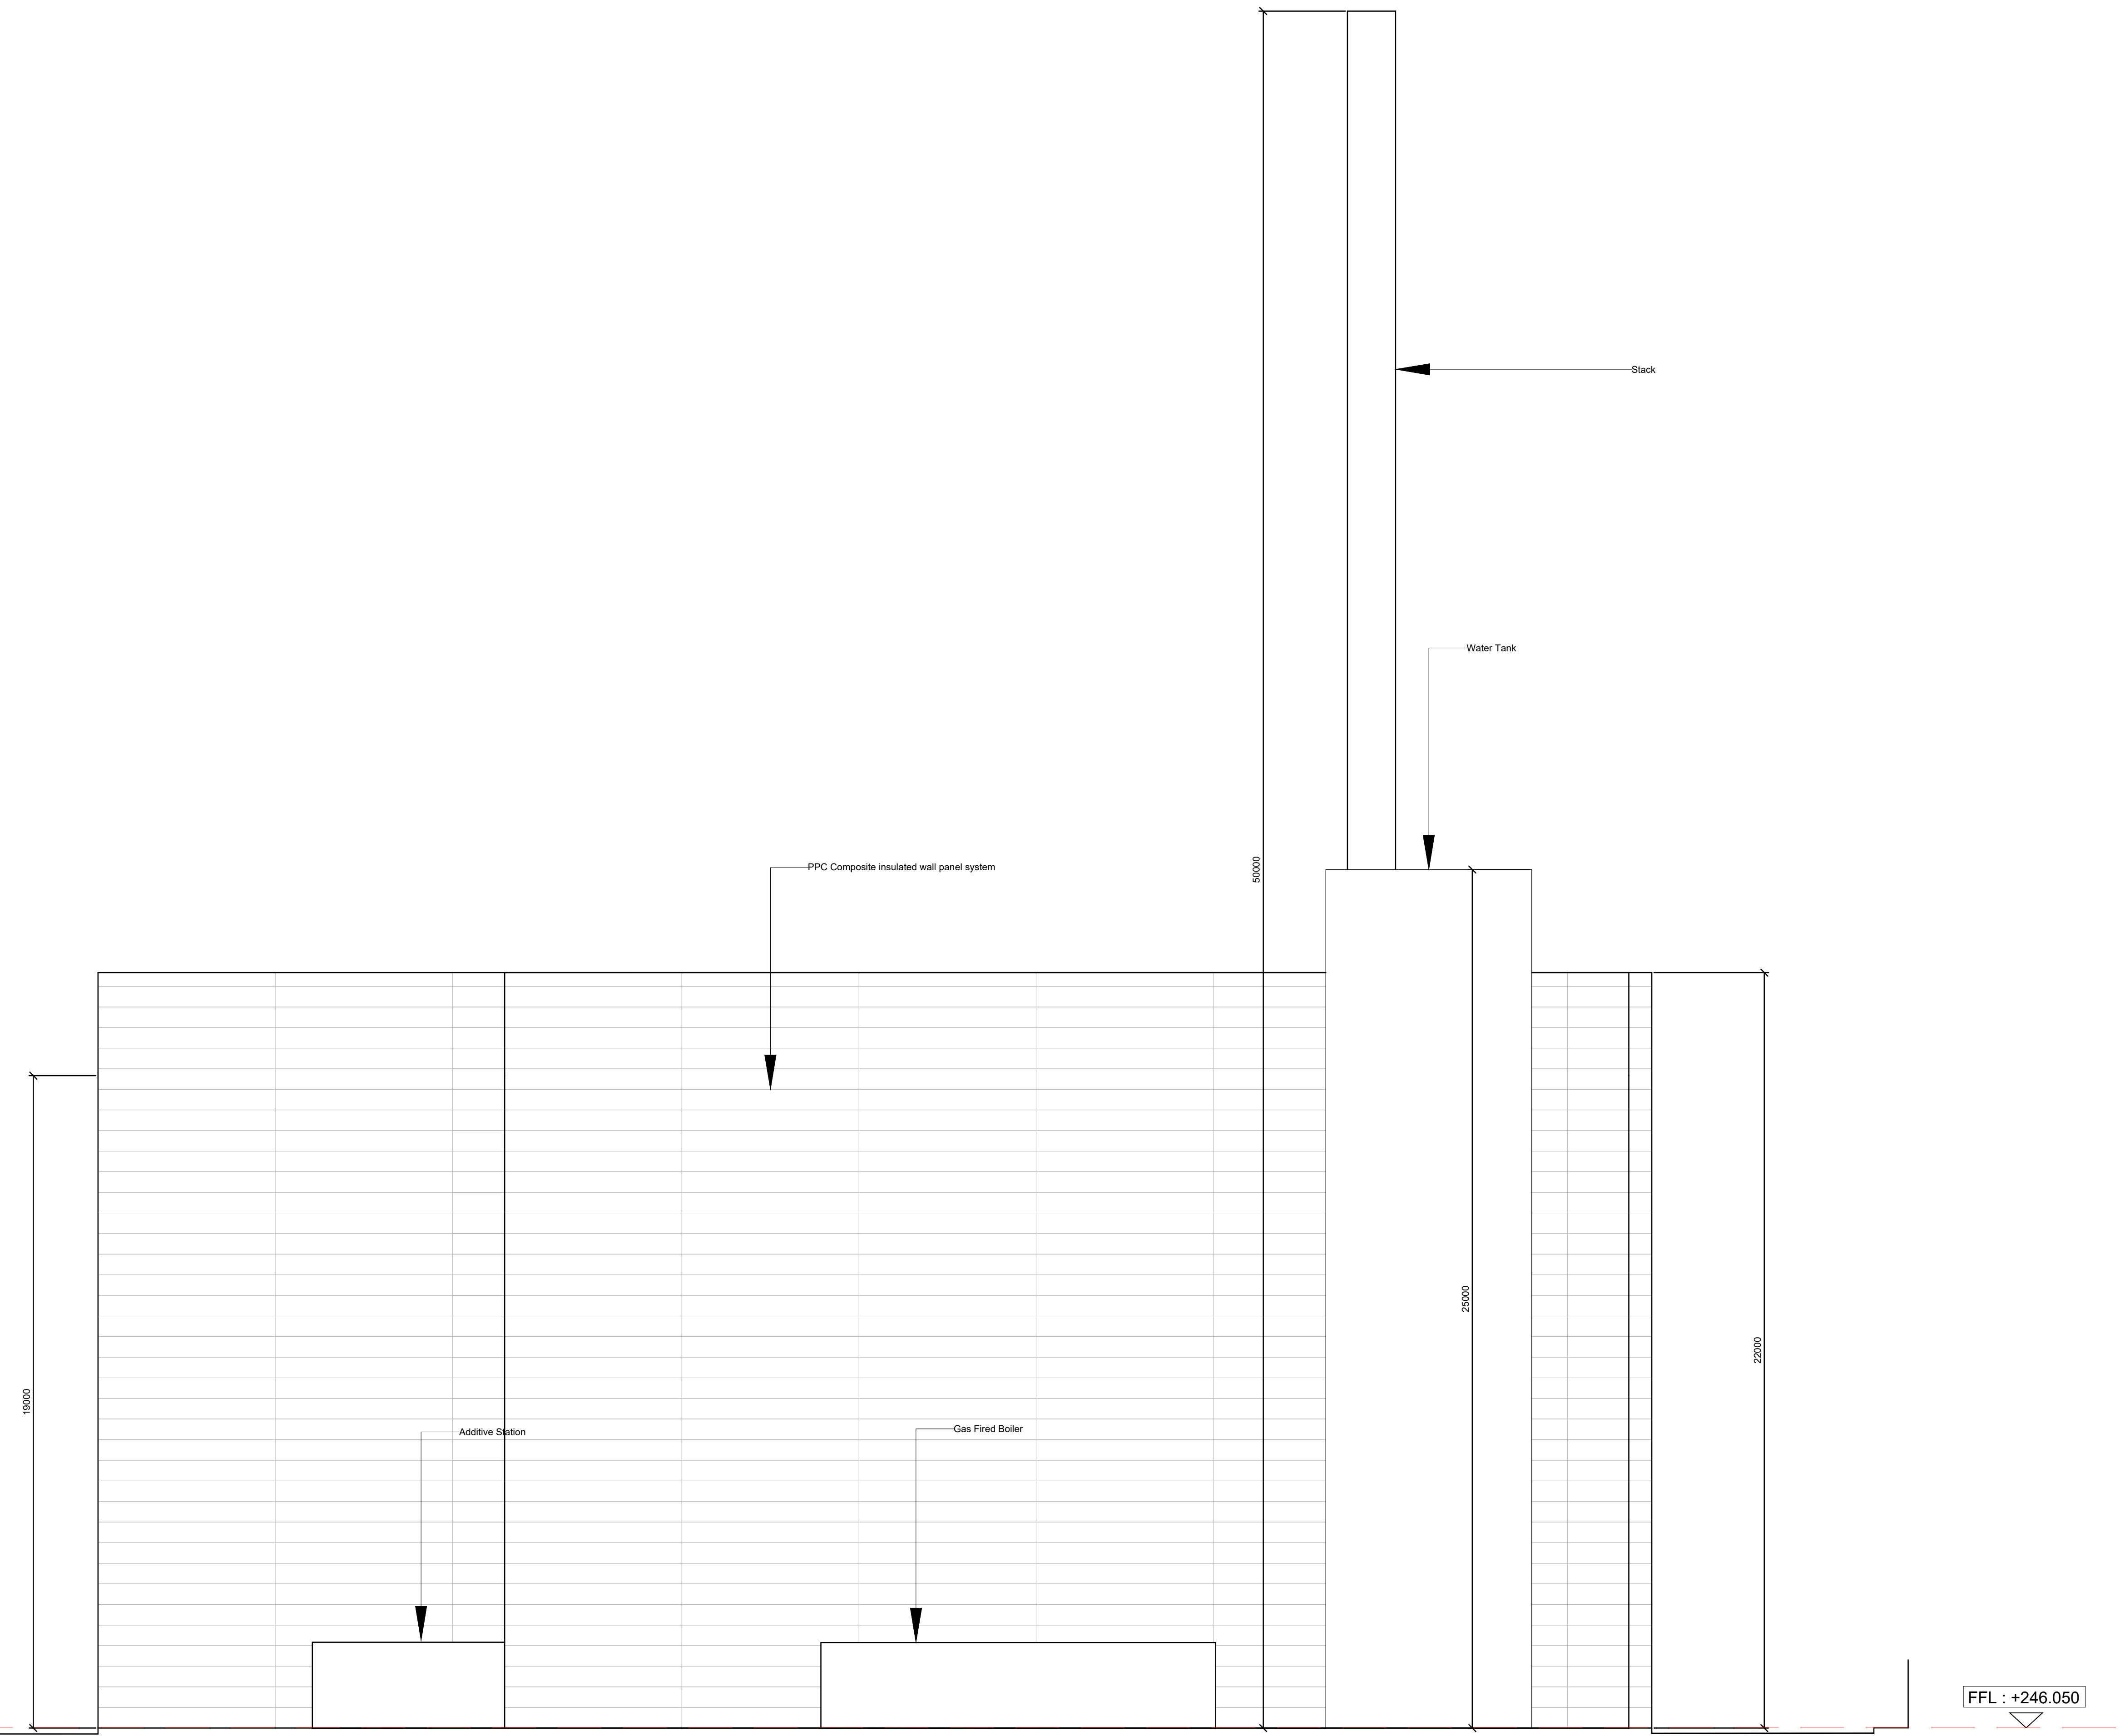 Stack
Water Tank
PPC Composite insulated wall panel system
50000
25000
22000
19000
Additive Station
Gas Fired Boiler
FFL : +246.050